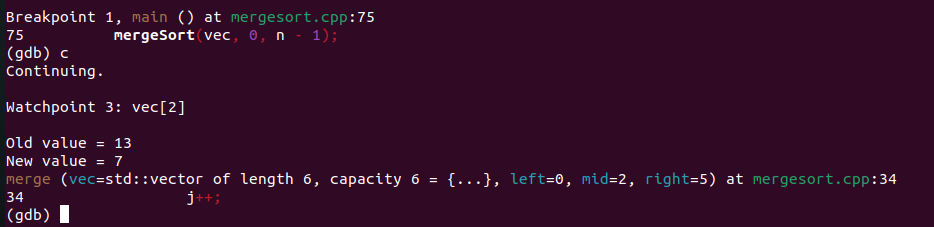 Breakpoint 1, main () at mergesort.cpp:75
75          mergeSort(vec, 0, n - 1);
(gdb) c
Continuing.
Watchpoint 3: vec[2]
Old value = 13
New value = 7
merge (vec=std::vector of length 6, capacity 6 = {...}, left=0, mid=2, right=5) at mergesort.cpp:34
34                  j++;
(gdb)